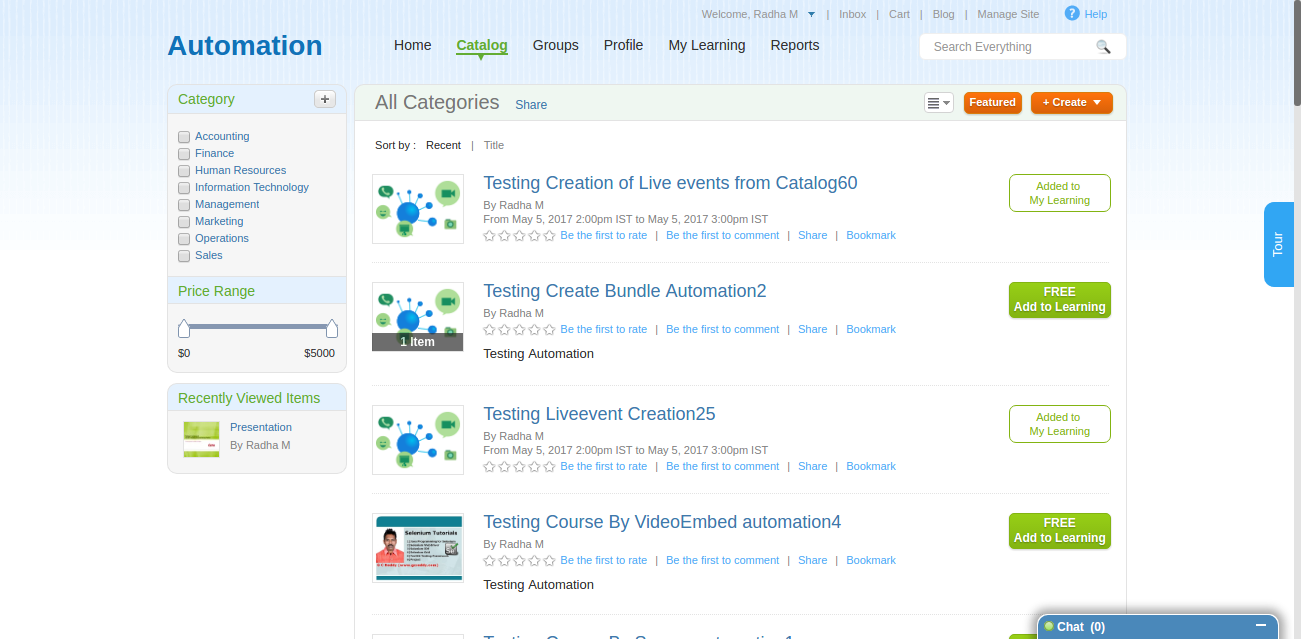 Welcome, Radha M | Inbox | Cart | Blog | Manage Site ? Help
Automation
Home Catalog Groups Profile My Learning Reports
Search Everything
Category +
Accounting
Finance
Human Resources
Information Technology
Management
Marketing
Operations
Sales
Price Range
$0 $5000
Recently Viewed Items
Presentation
By Radha M
All Categories Share
Featured
+ Create
Sort by : Recent | Title
Testing Creation of Live events from Catalog60
By Radha M
From May 5, 2017 2:00pm IST to May 5, 2017 3:00pm IST
Be the first to rate | Be the first to comment | Share | Bookmark
Added to
My Learning
Testing Create Bundle Automation2
By Radha M
Be the first to rate | Be the first to comment | Share | Bookmark
1 Item
Testing Automation
FREE
Add to Learning
Testing Liveevent Creation25
By Radha M
From May 5, 2017 2:00pm IST to May 5, 2017 3:00pm IST
Be the first to rate | Be the first to comment | Share | Bookmark
Added to
My Learning
Selenium Tutorials
Testing Course By VideoEmbed automation4
By Radha M
Be the first to rate | Be the first to comment | Share | Bookmark
Testing Automation
FREE
Add to Learning
Tour
Chat (0)